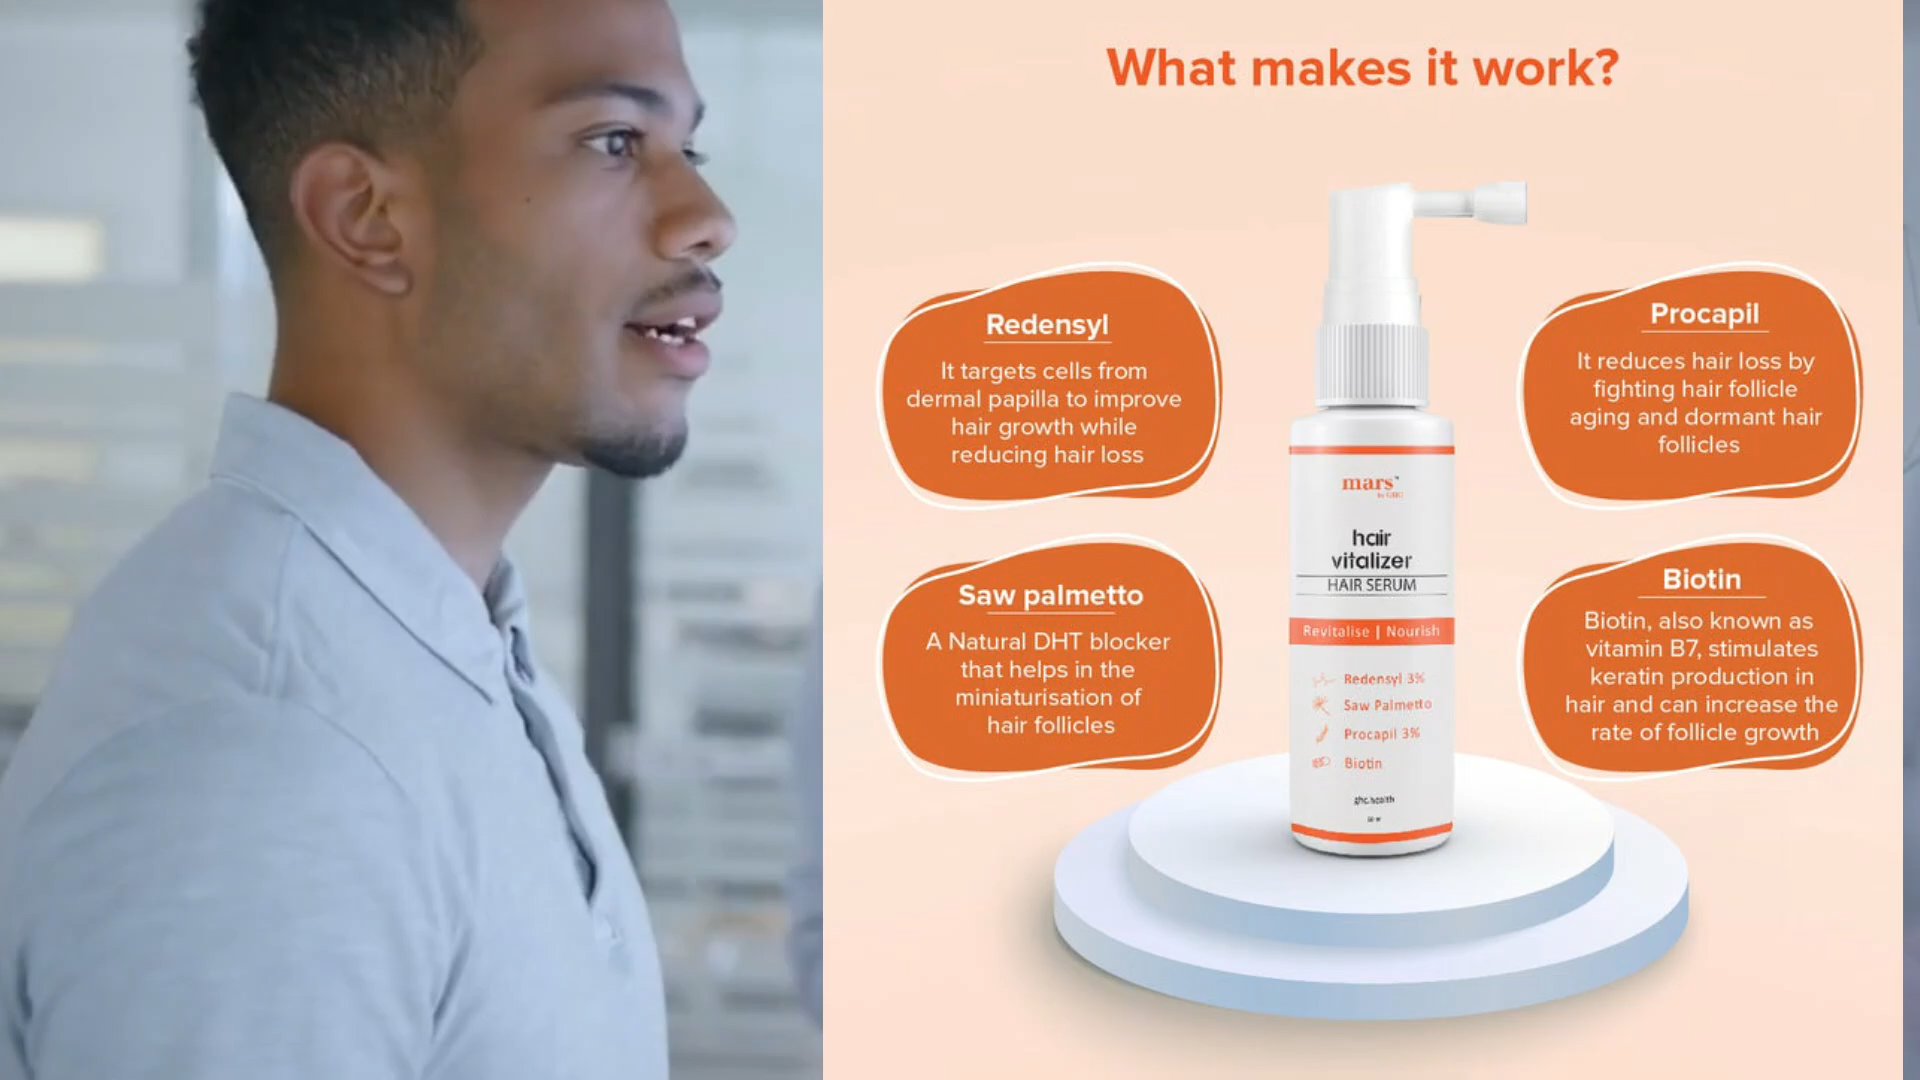 What makes it work?
Redensyl
It targets cells from
dermal papilla to improve
hair growth while
reducing hair loss
Procapil
It reduces hair loss by
fighting hair follicle
aging and dormant hair
follicles
Saw palmetto
A Natural DHT blocker
that helps in the
miniaturisation of
hair follicles
Biotin
Biotin, also known as
vitamin B7, stimulates
keratin production in
hair and can increase the
rate of follicle growth
mars™
by GHC
hair
vitalizer
HAIR SERUM
Revitalise | Nourish
Redensyl 3%
Saw Palmetto
Procapil 3%
Biotin
ghc.health